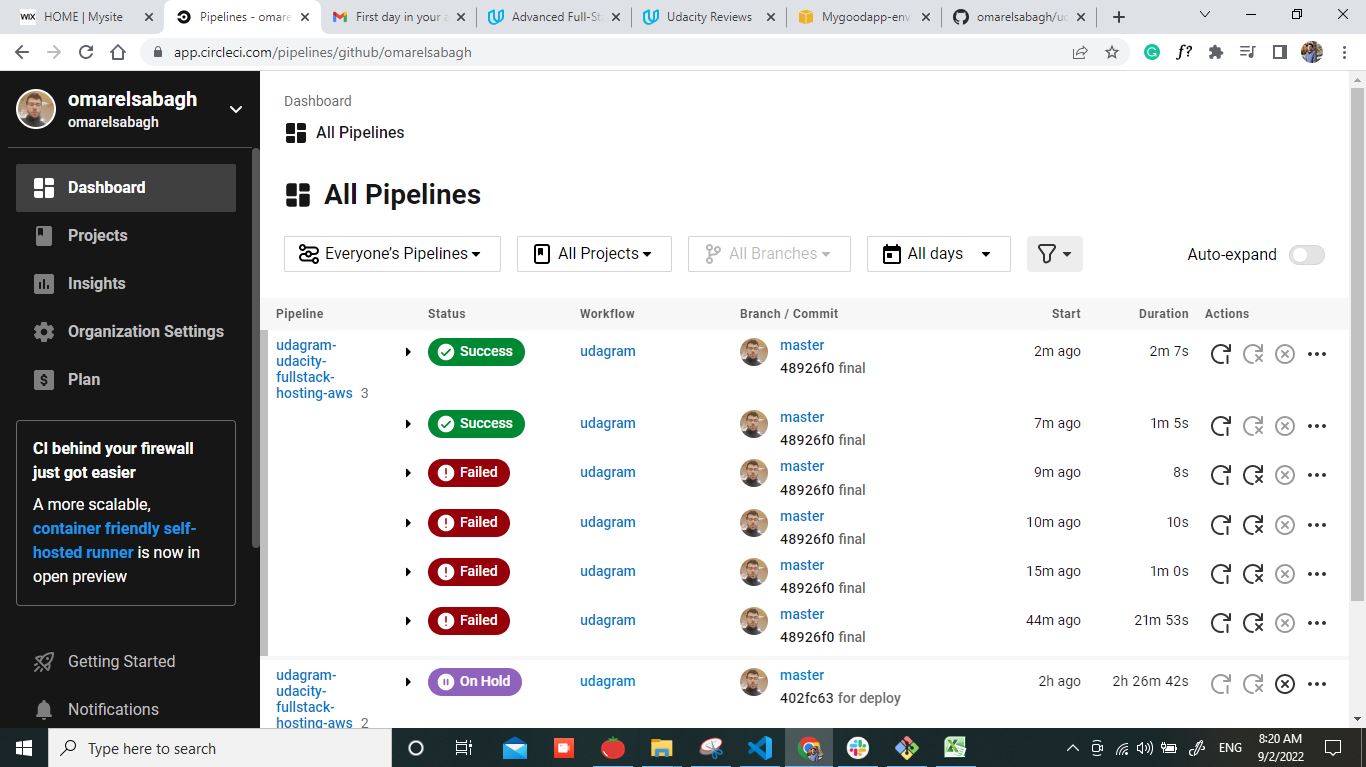 HOME | Mysite
Pipelines - omare
First day in your a
Advanced Full-St
Udacity Reviews
Mygoodapp-env
omarelsabagh/uc
app.circleci.com/pipelines/github/omarelsabagh
omarelsabagh
omarelsabagh
Dashboard
Projects
Insights
Organization Settings
Plan
CI behind your firewall
just got easier
A more scalable,
container friendly self-
hosted runner is now in
open preview
Getting Started
Notifications
Dashboard
All Pipelines
All Pipelines
Everyone's Pipelines
All Projects
All Branches
All days
Auto-expand
Pipeline Status Workflow Branch / Commit Start Duration Actions
udagram-
udacity-
fullstack-
hosting-aws 3
Success udagram master 2m ago 2m 7s
48926f0 final
Success udagram master 7m ago 1m 5s
48926f0 final
Failed udagram master 9m ago 8s
48926f0 final
Failed udagram master 10m ago 10s
48926f0 final
Failed udagram master 15m ago 1m 0s
48926f0 final
Failed udagram master 44m ago 21m 53s
48926f0 final
udagram-
udacity-
fullstack-
hosting-aws 2
On Hold udagram master 2h ago 2h 26m 42s
402fc63 for deploy
Type here to search
ENG
8:20 AM
9/2/2022